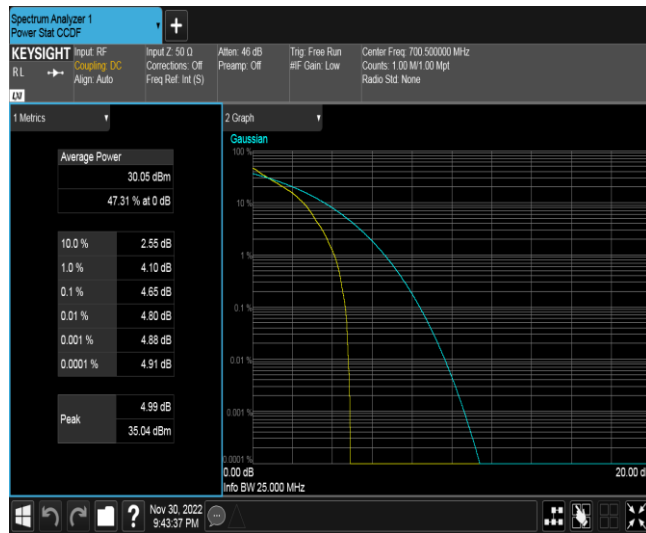 Spectrum Analyzer 1
Power Stat CCDF
+
KEYSIGHT
RL
LXI
Input: RF
Coupling: DC
Align: Auto
Input Z: 50 Ω
Corrections: Off
Freq Ref: Int (S)
Atten: 46 dB
Preamp: Off
Trig: Free Run
#IF Gain: Low
Center Freq: 700.500000 MHz
Counts: 1.00 M/1.00 Mpt
Radio Std: None
1 Metrics
Average Power
30.05 dBm
47.31 % at 0 dB
10.0 % 2.55 dB
1.0 % 4.10 dB
0.1 % 4.65 dB
0.01 % 4.80 dB
0.001 % 4.88 dB
0.0001 % 4.91 dB
Peak
4.99 dB
35.04 dBm
2 Graph
Gaussian
100 %
10 %
1 %
0.1 %
0.01 %
0.001 %
0.0001 %
0.00 dB
20.00 d
Info BW 25.000 MHz
?
Nov 30, 2022
9:43:37 PM